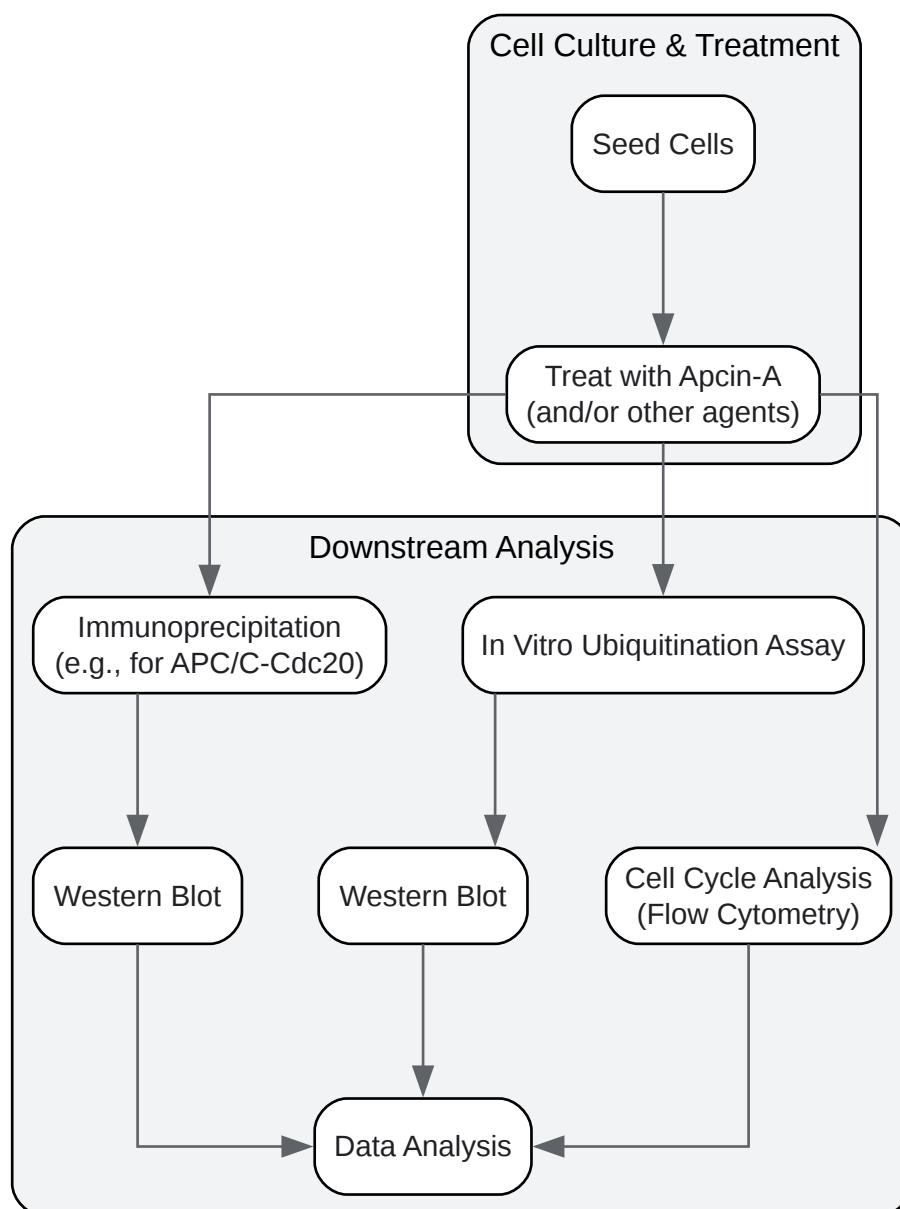 Cell Culture & Treatment
Seed Cells
Treat with Apcin-A
(and/or other agents)
Downstream Analysis
Immunoprecipitation
(e.g., for APC/C-Cdc20)
In Vitro Ubiquitination Assay
Western Blot
Western Blot
Cell Cycle Analysis
(Flow Cytometry)
Data Analysis